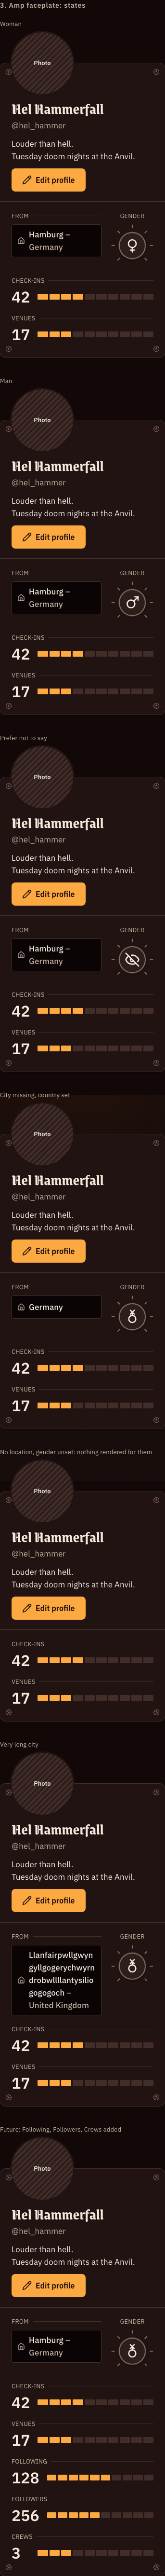 3. Amp faceplate: states
Woman
Photo
Hel Hammerfall
@hel_hammer
Louder than hell.
Tuesday doom nights at the Anvil.
Edit profile
FROM
GENDER
Hamburg –
Germany
CHECK-INS
42
VENUES
17
Man
Photo
Hel Hammerfall
@hel_hammer
Louder than hell.
Tuesday doom nights at the Anvil.
Edit profile
FROM
GENDER
Hamburg –
Germany
CHECK-INS
42
VENUES
17
Prefer not to say
Photo
Hel Hammerfall
@hel_hammer
Louder than hell.
Tuesday doom nights at the Anvil.
Edit profile
FROM
GENDER
Hamburg –
Germany
CHECK-INS
42
VENUES
17
City missing, country set
Photo
Hel Hammerfall
@hel_hammer
Louder than hell.
Tuesday doom nights at the Anvil.
Edit profile
FROM
GENDER
Germany
CHECK-INS
42
VENUES
17
No location, gender unset: nothing rendered for them
Photo
Hel Hammerfall
@hel_hammer
Louder than hell.
Tuesday doom nights at the Anvil.
Edit profile
CHECK-INS
42
VENUES
17
Very long city
Photo
Hel Hammerfall
@hel_hammer
Louder than hell.
Tuesday doom nights at the Anvil.
Edit profile
FROM
GENDER
Llanfairpwllgwyn
gyllgogerychwyrn
drobwllllantysilio
gogogoch –
United Kingdom
CHECK-INS
42
VENUES
17
Future: Following, Followers, Crews added
Photo
Hel Hammerfall
@hel_hammer
Louder than hell.
Tuesday doom nights at the Anvil.
Edit profile
FROM
GENDER
Hamburg –
Germany
CHECK-INS
42
VENUES
17
FOLLOWING
128
FOLLOWERS
256
CREWS
3